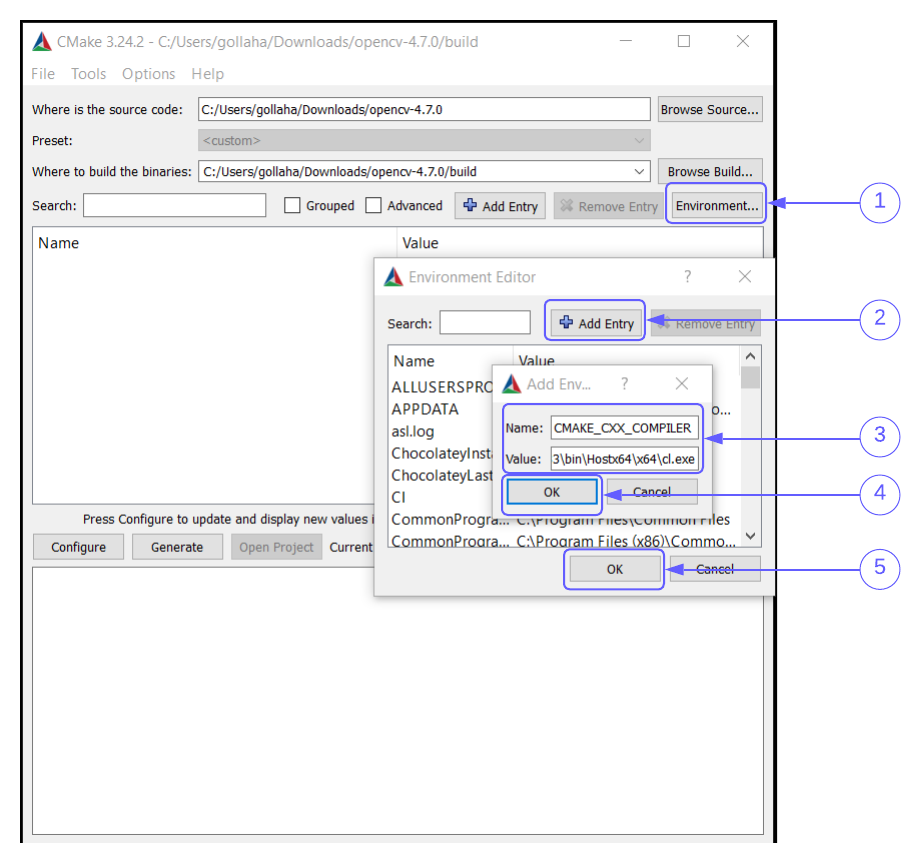 CMake 3.24.2 - C:/Users/gollaha/Downloads/opencv-4.7.0/build
File Tools Options Help
Where is the source code: C:/Users/gollaha/Downloads/opencv-4.7.0 Browse Source...
Preset: <custom>
Where to build the binaries: C:/Users/gollaha/Downloads/opencv-4.7.0/build Browse Build...
Search: Grouped Advanced Add Entry Remove Entry Environment... 1
Name Value
Environment Editor ?
Search: Add Entry Remove Entry 2
Name Value
ALLUSERSPRO
Add Env... ?
APPDATA o...
asl.log
Name: CMAKE_CXX_COMPILER 3
ChocolateyInst
Value: 3\bin\Hostx64\x64\cl.exe
ChocolateyLast
CI
OK Cancel 4
CommonProgra... C:\Program Files\Common Files
CommonProgra... C:\Program Files (x86)\Commo...
OK Cancel 5
Press Configure to update and display new values i
Configure Generate Open Project Current